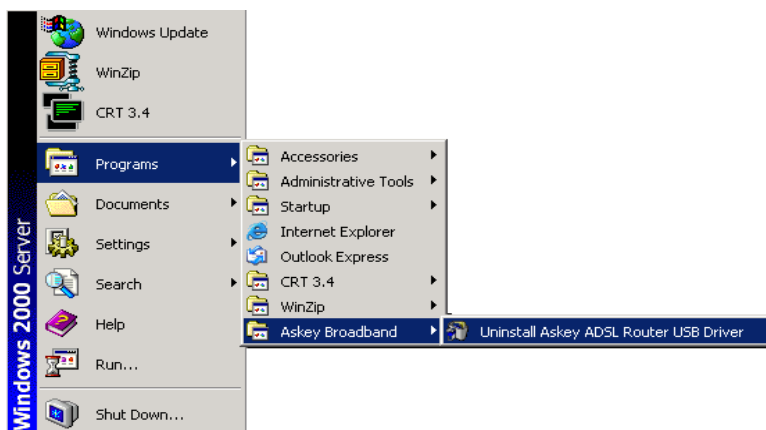 Windows Update
WinZip
CRT 3.4
Programs
Documents
Settings
Search
Help
Run...
Shut Down...
Windows 2000 Server
Accessories
Administrative Tools
Startup
Internet Explorer
Outlook Express
CRT 3.4
WinZip
Askey Broadband
Uninstall Askey ADSL Router USB Driver